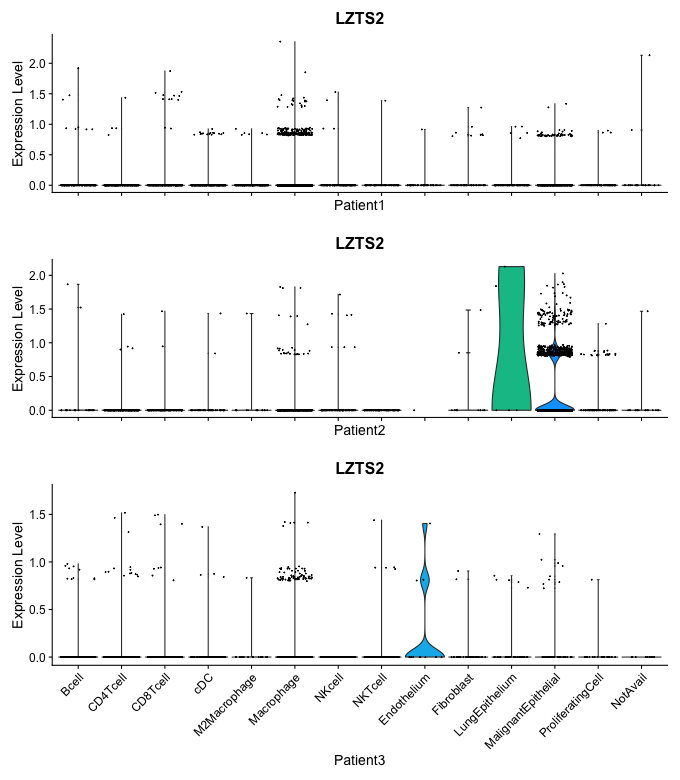 LZTS2
Expression Level
2.0
1.5
1.0
0.5
0.0
Patient1
LZTS2
Expression Level
2.0
1.5
1.0
0.5
0.0
Patient2
LZTS2
Expression Level
1.5
1.0
0.5
0.0
Bcell
CD4Tcell
CD8Tcell
cDC
M2Macrophage
Macrophage
NKcell
NKTcell
Endothelium
Fibroblast
LungEpithelium
MalignantEpithelial
ProliferatingCell
NotAvail
Patient3